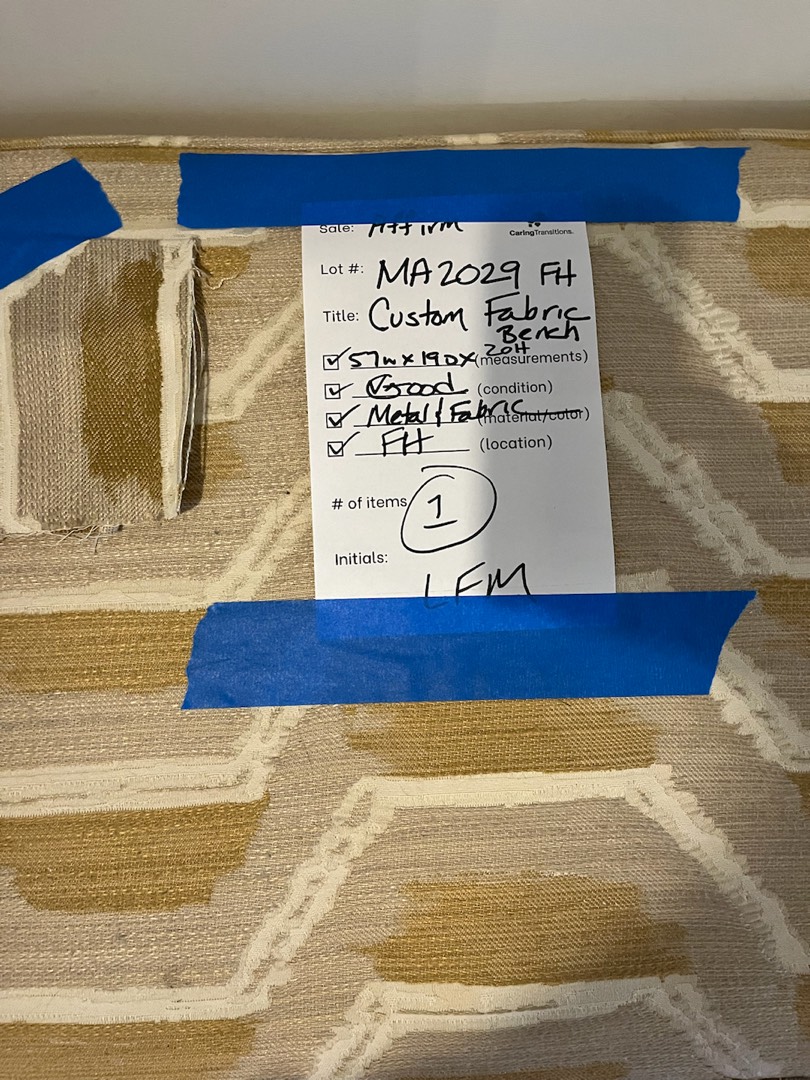 Sale: Affirm
CaringTransitions.
Lot #: MA2029 FH
Title: Custom Fabric
Bench
57w x 19D x 20H (measurements)
Good (condition)
Metal & Fabric (material/color)
FH (location)
# of items 1
Initials:
LFM